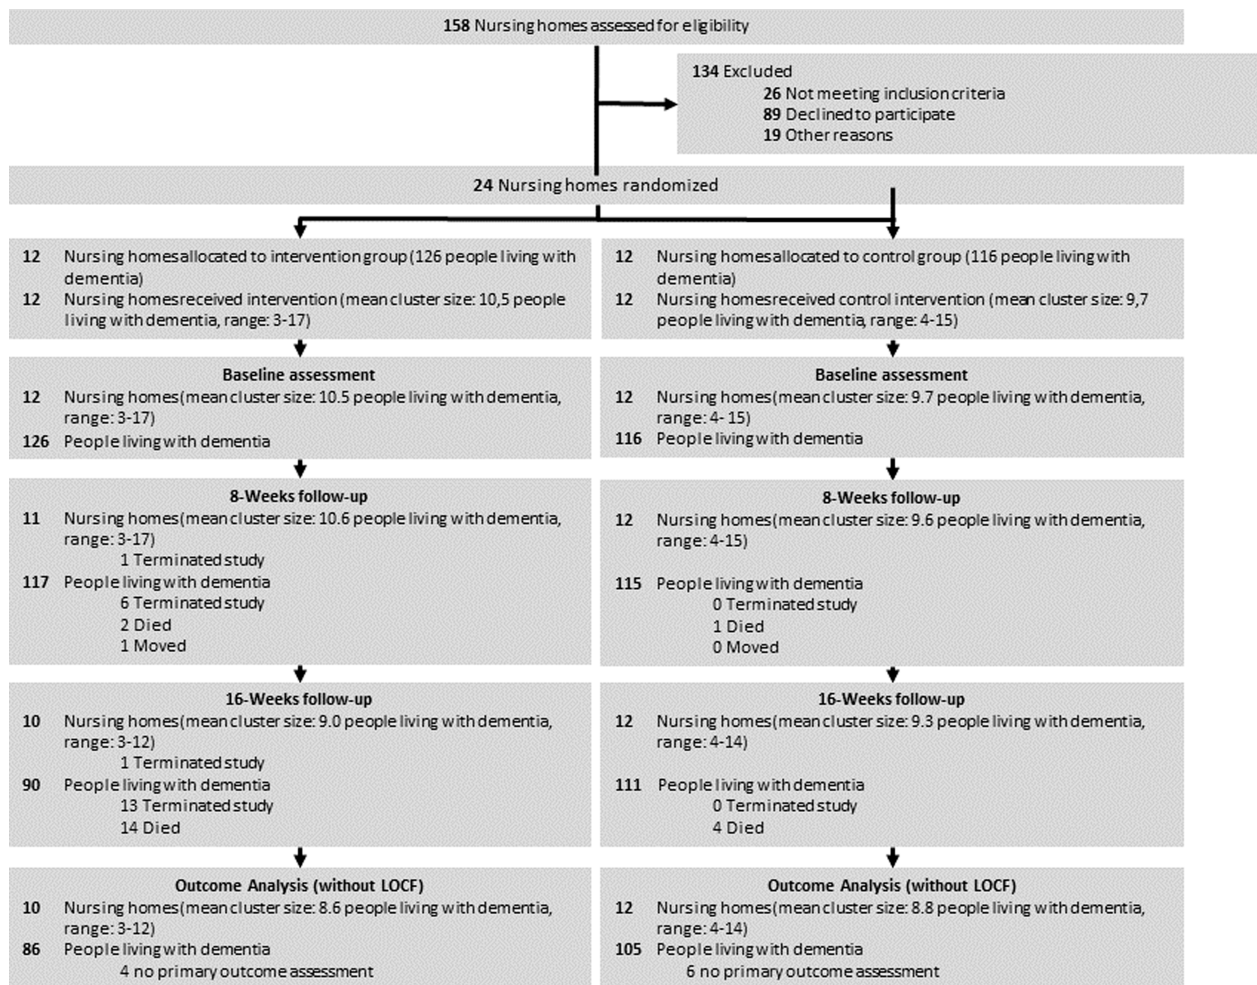 158 Nursing homes assessed for eligibility
134 Excluded
26 Not meeting inclusion criteria
89 Declined to participate
19 Other reasons
24 Nursing homes randomized
12 Nursing homes allocated to intervention group (126 people living with
dementia)
12 Nursing homes received intervention (mean cluster size: 10,5 people
living with dementia, range: 3-17)
12 Nursing homes allocated to control group (116 people living with
dementia)
12 Nursing homes received control intervention (mean cluster size: 9,7
people living with dementia, range: 4-15)
Baseline assessment
12 Nursing homes (mean cluster size: 10.5 people living with dementia,
range: 3-17)
126 People living with dementia
Baseline assessment
12 Nursing homes (mean cluster size: 9.7 people living with dementia,
range: 4- 15)
116 People living with dementia
8-Weeks follow-up
11 Nursing homes (mean cluster size: 10.6 people living with dementia,
range: 3-17)
1 Terminated study
117 People living with dementia
6 Terminated study
2 Died
1 Moved
8-Weeks follow-up
12 Nursing homes (mean cluster size: 9.6 people living with dementia,
range: 4-15)
115 People living with dementia
0 Terminated study
1 Died
0 Moved
16-Weeks follow-up
10 Nursing homes (mean cluster size: 9.0 people living with dementia,
range: 3-12)
1 Terminated study
90 People living with dementia
13 Terminated study
14 Died
16-Weeks follow-up
12 Nursing homes (mean cluster size: 9.3 people living with dementia,
range: 4-14)
111 People living with dementia
0 Terminated study
4 Died
Outcome Analysis (without LOCF)
10 Nursing homes (mean cluster size: 8.6 people living with dementia,
range: 3-12)
86 People living with dementia
4 no primary outcome assessment
Outcome Analysis (without LOCF)
12 Nursing homes (mean cluster size: 8.8 people living with dementia,
range: 4-14)
105 People living with dementia
6 no primary outcome assessment